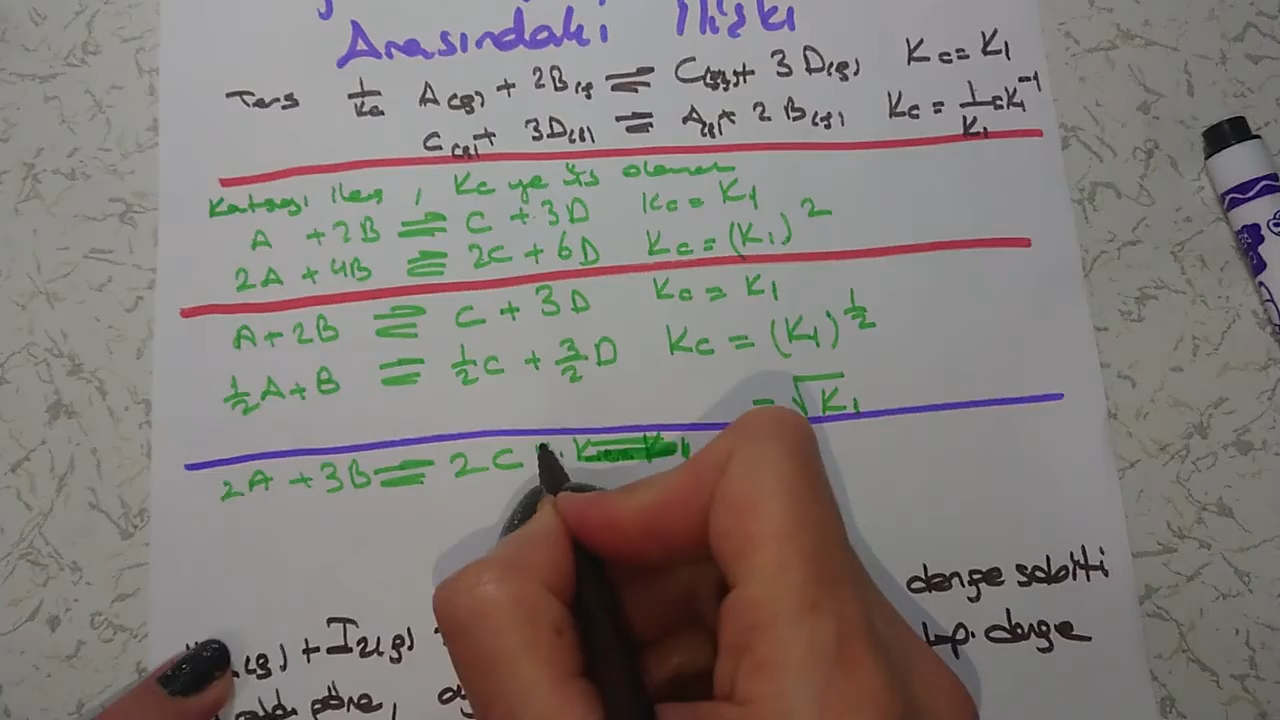 Arasındaki İlişki
Ters 1/Kc A(g) + 2B(g ⇌ C(g)+ 3D(g) Kc = K1
C(g)+ 3D(g) ⇌ A(g)+ 2B(g) Kc = 1/K1 = K1^-1
Katsayı ile , Kc ye üs olarak
A + 2B ⇌ C + 3D Kc = K1
2A + 4B ⇌ 2C + 6D Kc = (K1)^2
A + 2B ⇌ C + 3D Kc = K1
1/2A + B ⇌ 1/2C + 3/2D Kc = (K1)^1/2
= √K1
2A + 3B ⇌ 2C
denge sabiti
(g) + I2(g) denge